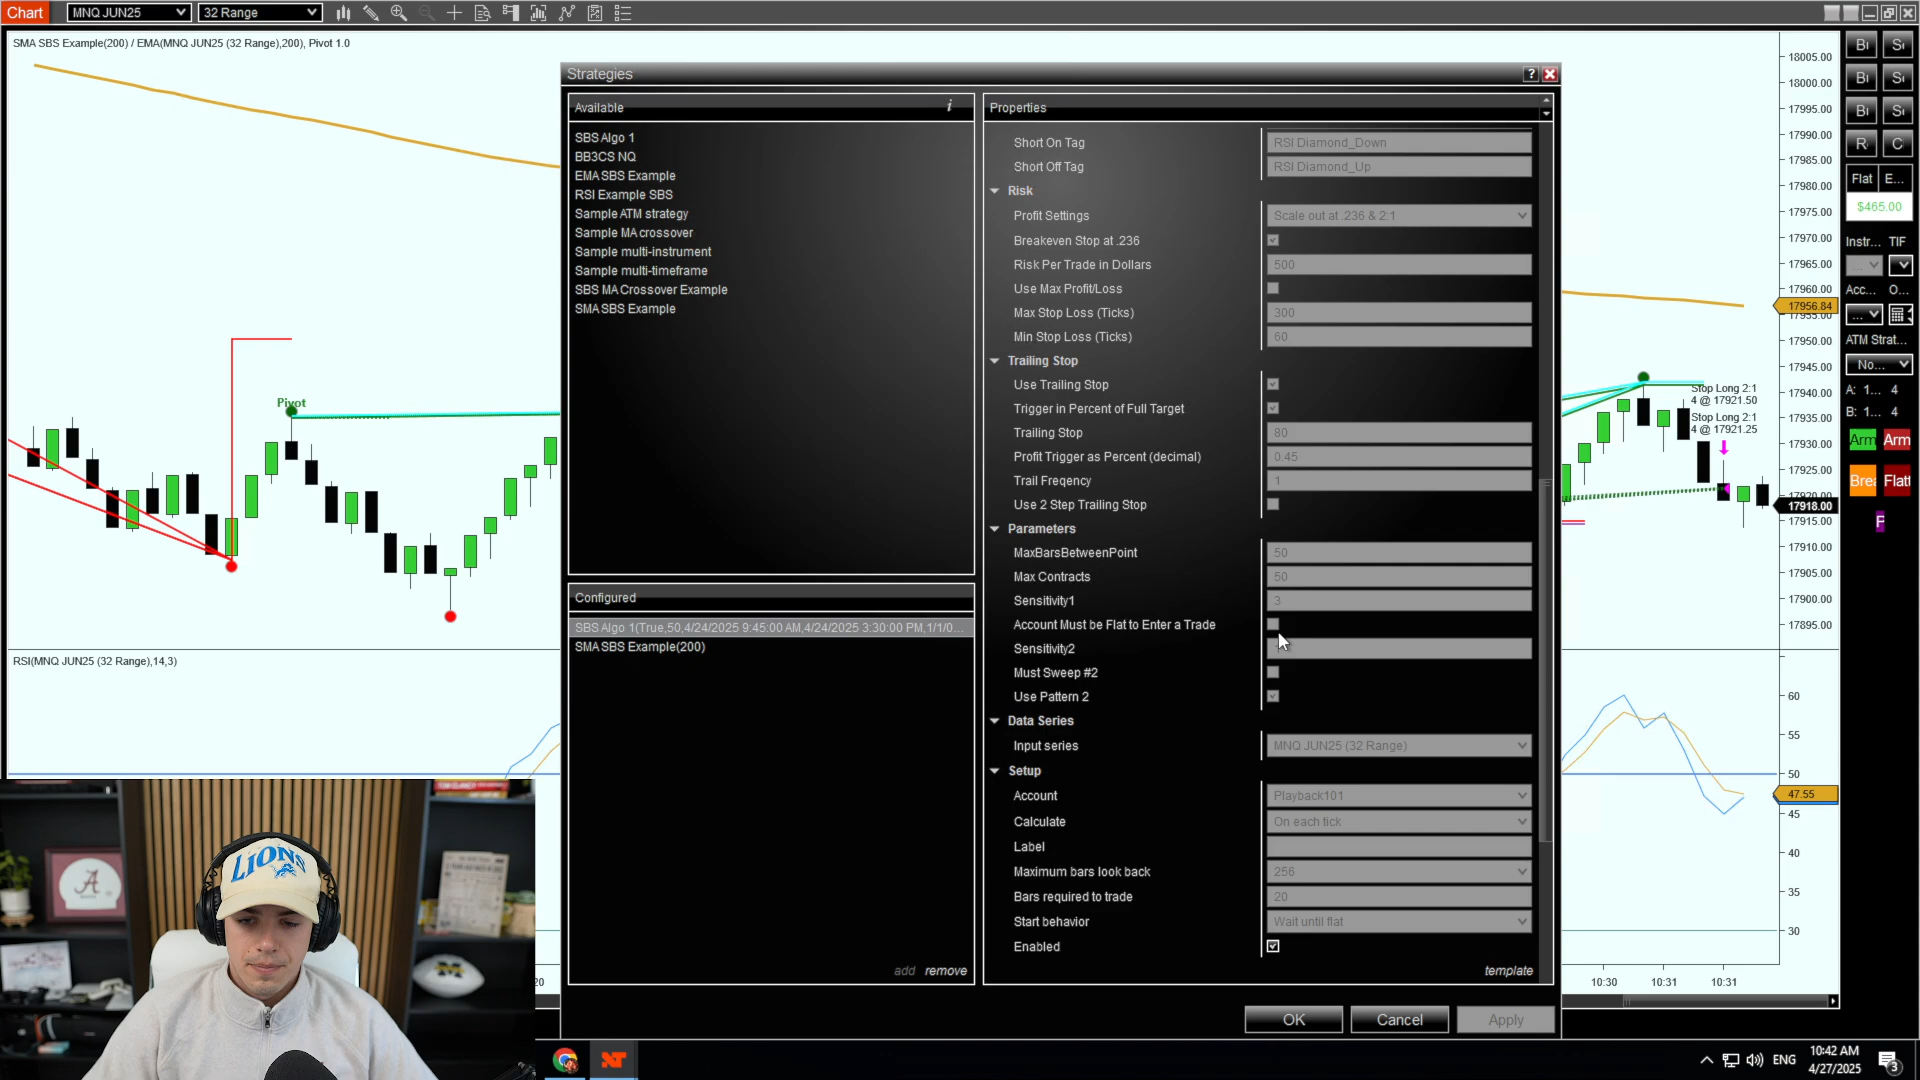 Chart
MNQ JUN25
32 Range
SMA SBS Example(200) / EMA(MNQ JUN25 (32 Range),200), Pivot 1.0
Pivot
RSI(MNQ JUN25 (32 Range),14,3)
Strategies
?
Available
i
SBS Algo 1
BB3CS NQ
EMA SBS Example
RSI Example SBS
Sample ATM strategy
Sample MA crossover
Sample multi-instrument
Sample multi-timeframe
SBS MA Crossover Example
SMA SBS Example
Configured
SBS Algo 1(True,50,4/24/2025 9:45:00 AM,4/24/2025 3:30:00 PM,1/1/0...
SMA SBS Example(200)
add remove
Properties
Short On Tag RSI Diamond_Down
Short Off Tag RSI Diamond_Up
Risk
Profit Settings Scale out at .236 & 2:1
Breakeven Stop at .236
Risk Per Trade in Dollars 500
Use Max Profit/Loss
Max Stop Loss (Ticks) 300
Min Stop Loss (Ticks) 60
Trailing Stop
Use Trailing Stop
Trigger in Percent of Full Target
Trailing Stop 80
Profit Trigger as Percent (decimal) 0.45
Trail Freqency 1
Use 2 Step Trailing Stop
Parameters
MaxBarsBetweenPoint 50
Max Contracts 50
Sensitivity1 3
Account Must be Flat to Enter a Trade
Sensitivity2
Must Sweep #2
Use Pattern 2
Data Series
Input series MNQ JUN25 (32 Range)
Setup
Account Playback101
Calculate On each tick
Label
Maximum bars look back 256
Bars required to trade 20
Start behavior Wait until flat
Enabled
template
OK Cancel Apply
Stop Long 2:1
4 @ 17921.50
Stop Long 2:1
4 @ 17921.25
18005.00
18000.00
17995.00
17990.00
17985.00
17980.00
17975.00
17970.00
17965.00
17960.00
17956.84
17955.00
17950.00
17945.00
17940.00
17935.00
17930.00
17925.00
17920.00
17918.00
17915.00
17910.00
17905.00
17900.00
17895.00
60
55
50
47.55
45
40
35
30
20
10:30 10:31 10:31
Flat E...
$465.00
Instr... TIF
Acc... O...
ATM Strat...
No...
A: 1... 4
B: 1... 4
Arm Arm
Brea Flatt
LIONS
A
ENG
10:42 AM
4/27/2025
3